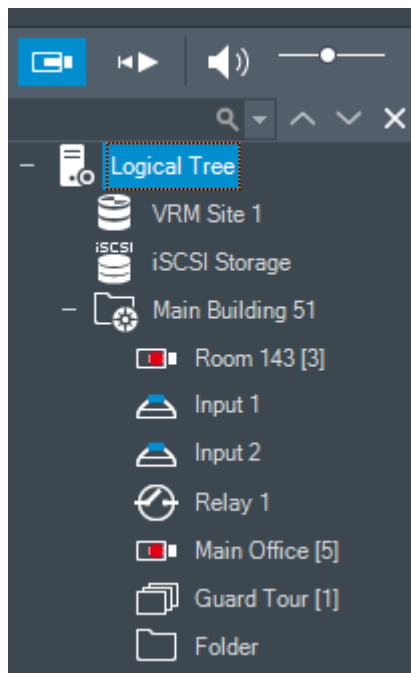 Logical Tree
VRM Site 1
iSCSI
iSCSI Storage
Main Building 51
Room 143 [3]
Input 1
Input 2
Relay 1
Main Office [5]
Guard Tour [1]
Folder